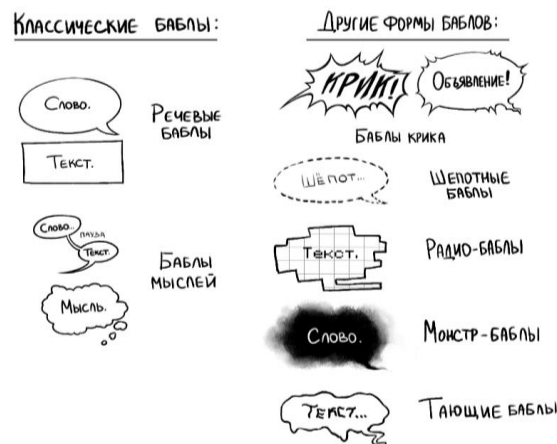 Классические баблы:
Слово.
Речевые
баблы
Текст.
Слово...
пауза
Текст.
Баблы
мыслей
Мысль.
Другие формы баблов:
КРИК!
Объявление!
Баблы крика
Шёпот...
Шепотные
баблы
Текст.
Радио-баблы
Слово.
Монстр-баблы
Текст...
Тающие баблы